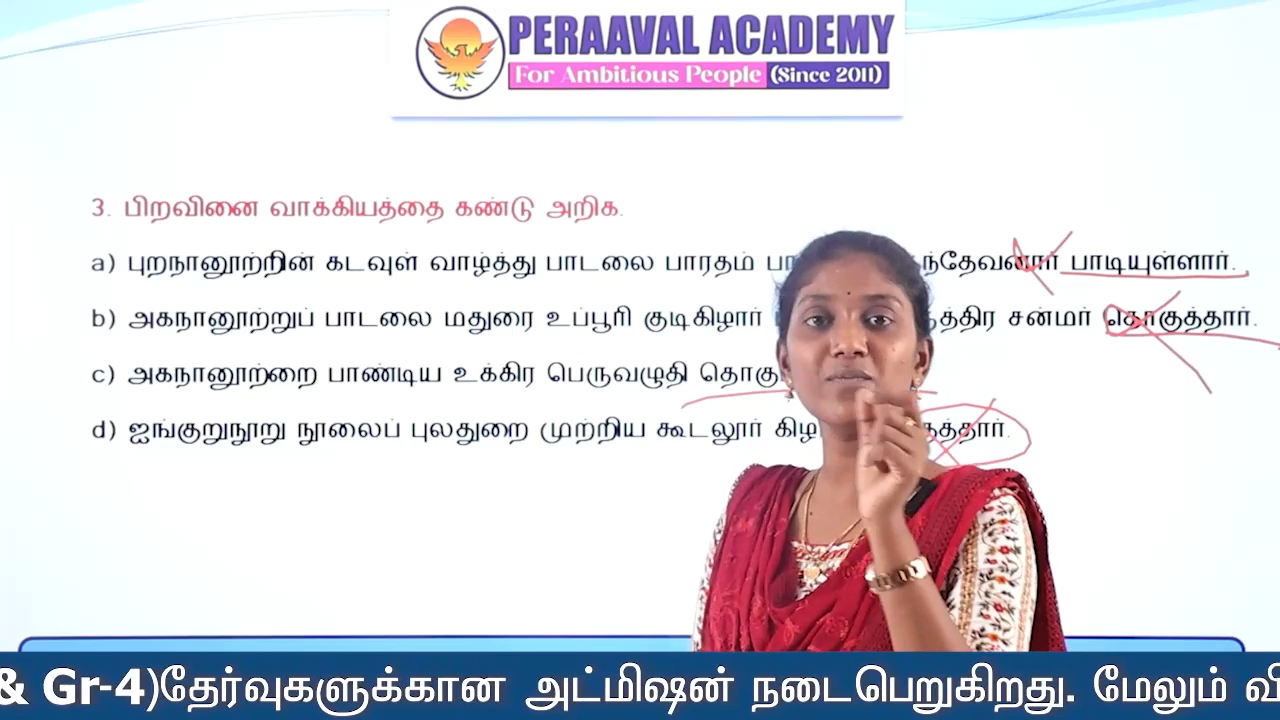 PERAAVAL ACADEMY
For Ambitious People (Since 2011)
3. பிறவினை வாக்கியத்தை கண்டு அறிக.
a) புறநானூற்றின் கடவுள் வாழ்த்து பாடலை பாரதம் பாடியுள்ளார்.
b) அகநானூற்றுப் பாடலை மதுரை உப்பூரி குடிகிழார் சன்மர் தொகுத்தார்.
c) அகநானூற்றை பாண்டிய உக்கிர பெருவழுதி
d) ஐங்குறுநூறு நூலைப் புலதுறை முற்றிய கூடலூர்
& Gr-4)தேர்வுகளுக்கான அட்மிஷன் நடைபெறுகிறது. மேலும்